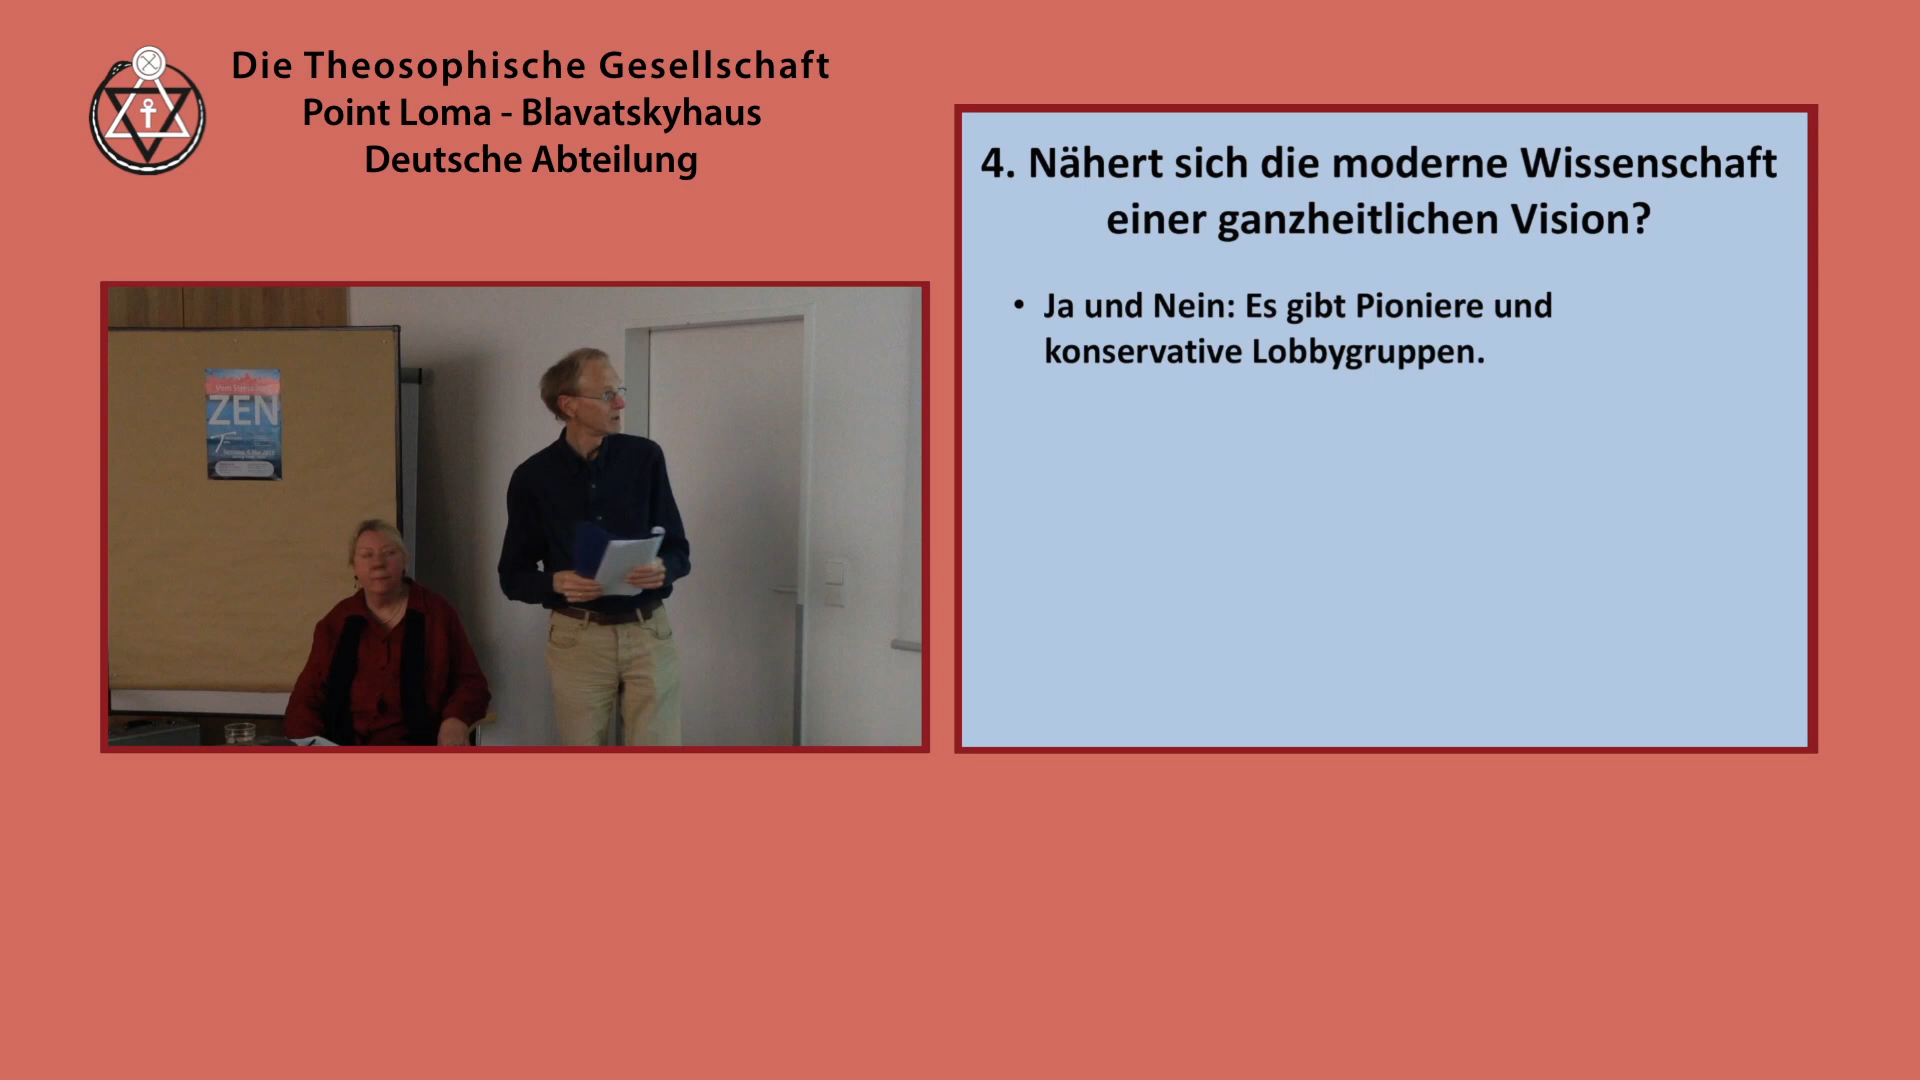 Die Theosophische Gesellschaft
Point Loma - Blavatskyhaus
Deutsche Abteilung
4. Nähert sich die moderne Wissenschaft
einer ganzheitlichen Vision?
• Ja und Nein: Es gibt Pioniere und
konservative Lobbygruppen.
ZEN